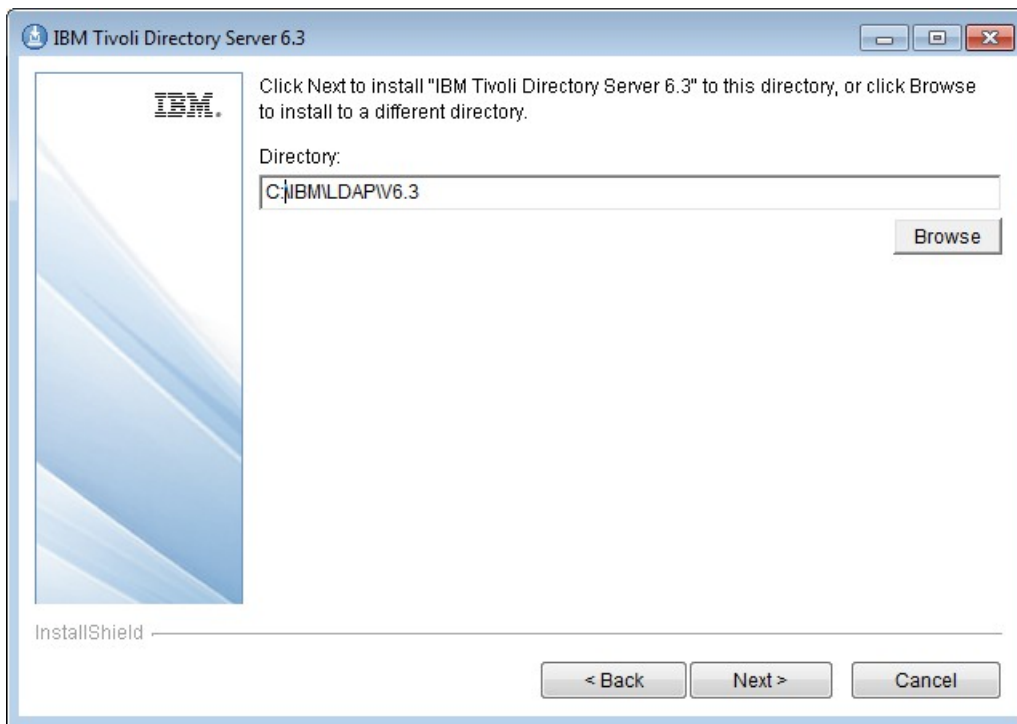 IBM Tivoli Directory Server 6.3
IBM.
Click Next to install "IBM Tivoli Directory Server 6.3" to this directory, or click Browse
to install to a different directory.
Directory:
C:\IBM\LDAP\V6.3
Browse
InstallShield
< Back
Next >
Cancel